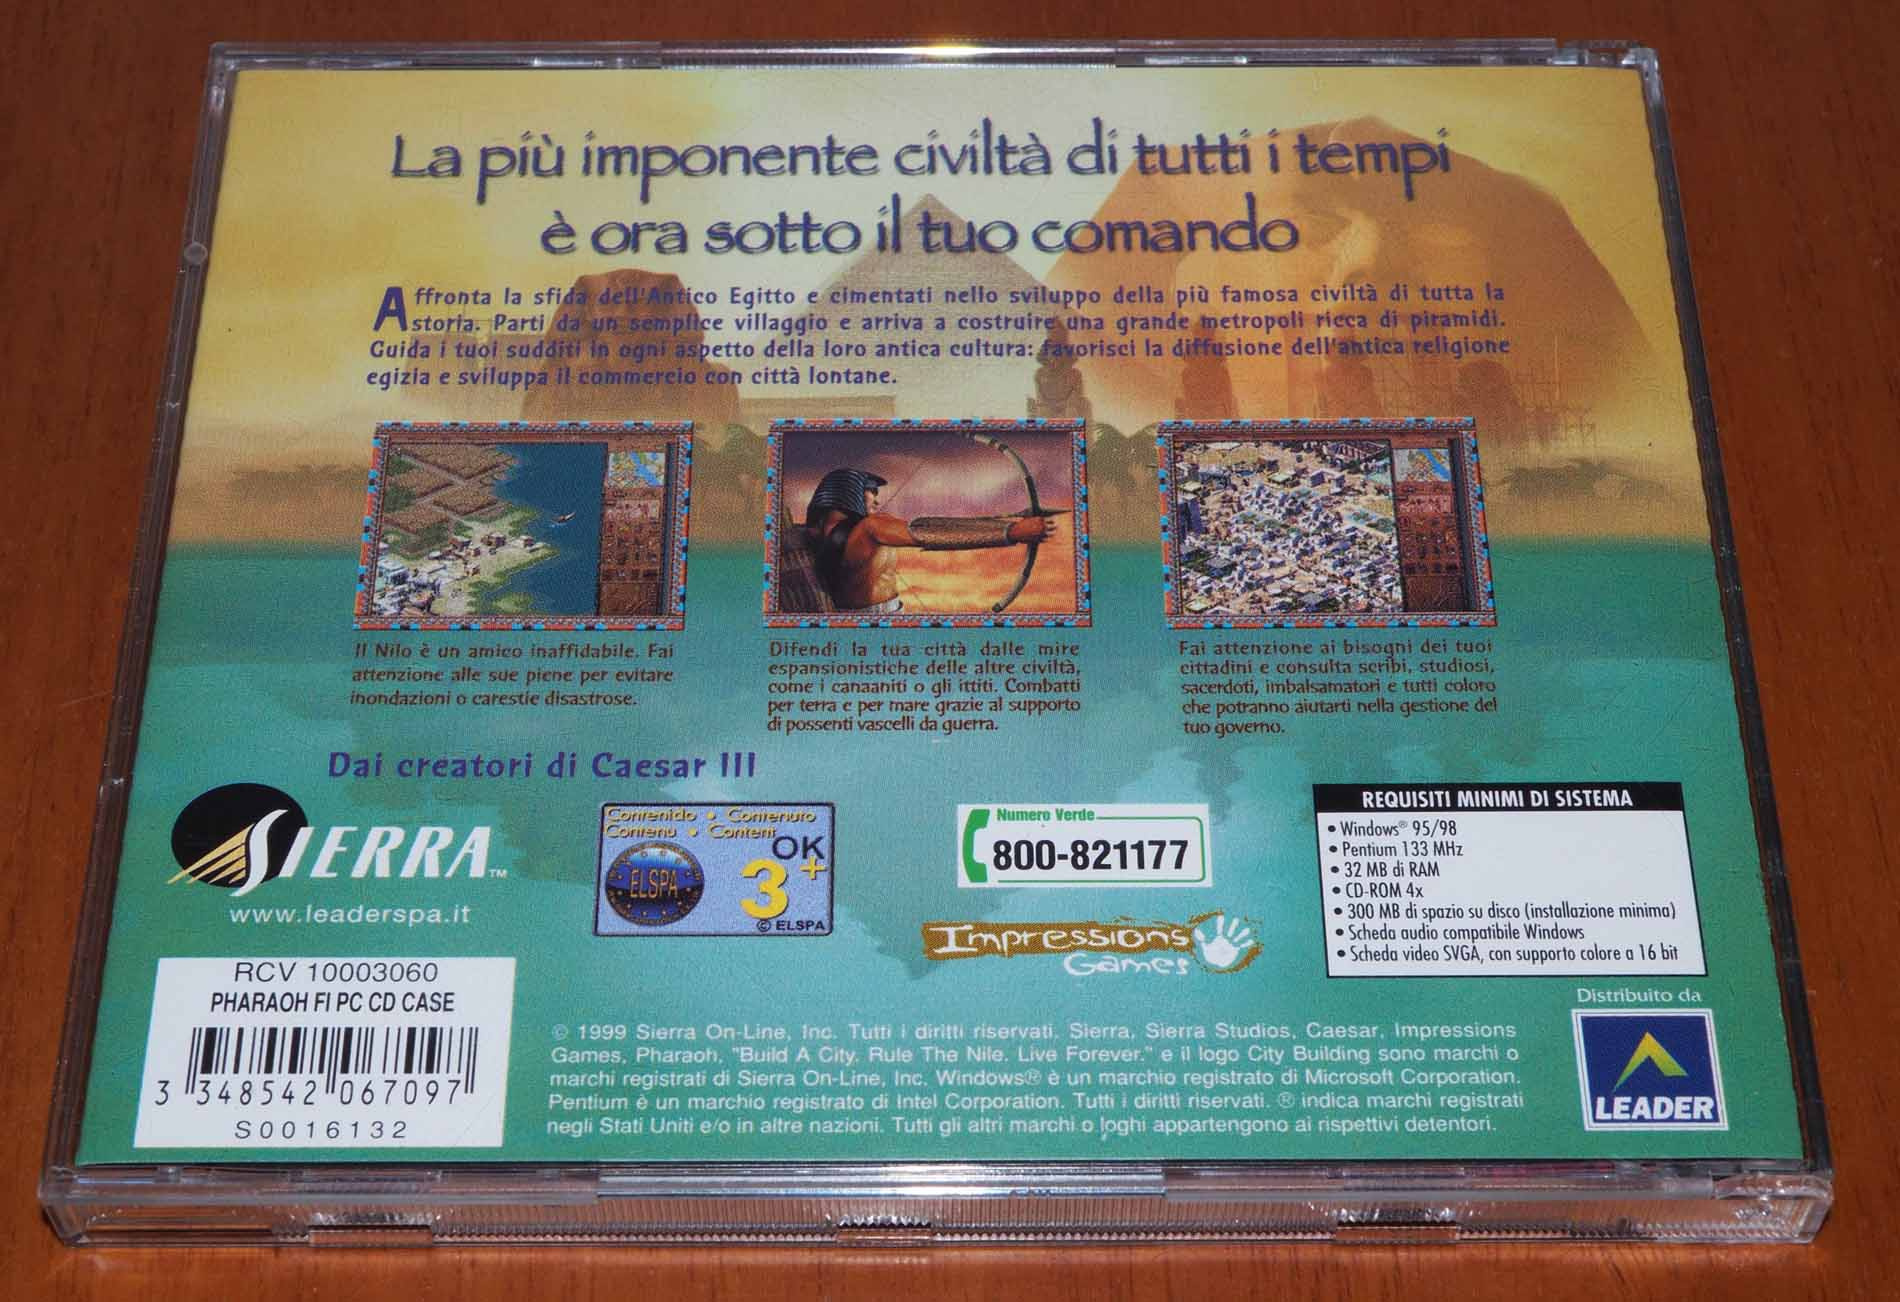 La più imponente civiltà di tutti i tempi
è ora sotto il tuo comando
Affronta la sfida dell'Antico Egitto e cimentati nello sviluppo della più famosa civiltà di tutta la
storia. Parti da un semplice villaggio e arriva a costruire una grande metropoli ricca di piramidi.
Guida i tuoi sudditi in ogni aspetto della loro antica cultura: favorisci la diffusione dell'antica religione
egizia e sviluppa il commercio con città lontane.
Il Nilo è un amico inaffidabile. Fai
attenzione alle sue piene per evitare
inondazioni o carestie disastrose.
Difendi la tua città dalle mire
espansionistiche delle altre civiltà,
come i canaaniti o gli ittiti. Combatti
per terra e per mare grazie al supporto
di possenti vascelli da guerra.
Fai attenzione ai bisogni dei tuoi
cittadini e consulta scribi, studiosi,
sacerdoti, imbalsamatori e tutti coloro
che potranno aiutarti nella gestione del
tuo governo.
Dai creatori di Caesar III
SIERRA™
www.leaderspa.it
Contenido • Contenuto
Contenu • Content
OK
3+
ELSPA
© ELSPA
Numero Verde
800-821177
Impressions
Games
REQUISITI MINIMI DI SISTEMA
• Windows® 95/98
• Pentium 133 MHz
• 32 MB di RAM
• CD-ROM 4x
• 300 MB di spazio su disco (installazione minima)
• Scheda audio compatibile Windows
• Scheda video SVGA, con supporto colore a 16 bit
Distribuito da
LEADER
RCV 10003060
PHARAOH FI PC CD CASE
3 348542 067097
S0016132
© 1999 Sierra On-Line, Inc. Tutti i diritti riservati. Sierra, Sierra Studios, Caesar, Impressions
Games, Pharaoh, "Build A City. Rule The Nile. Live Forever." e il logo City Building sono marchi o
marchi registrati di Sierra On-Line, Inc. Windows® è un marchio registrato di Microsoft Corporation.
Pentium è un marchio registrato di Intel Corporation. Tutti i diritti riservati. ® indica marchi registrati
negli Stati Uniti e/o in altre nazioni. Tutti gli altri marchi o loghi appartengono ai rispettivi detentori.